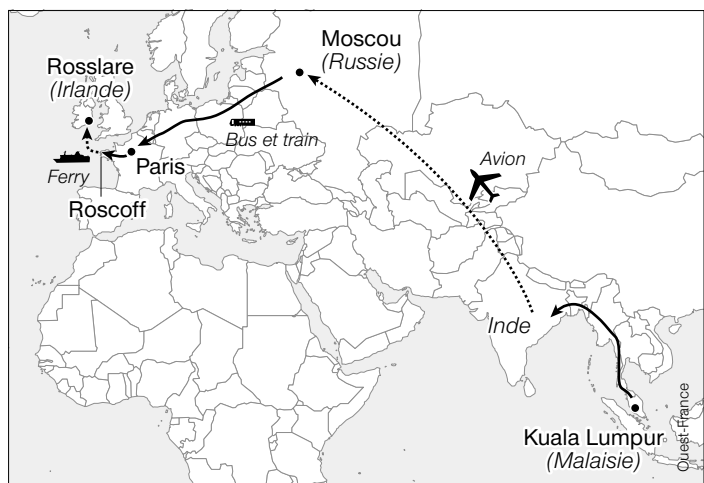 Moscou
(Russie)
Rosslare
(Irlande)
Bus et train
Avion
Ferry
Paris
Roscoff
Inde
Kuala Lumpur
(Malaisie)
Ouest-France